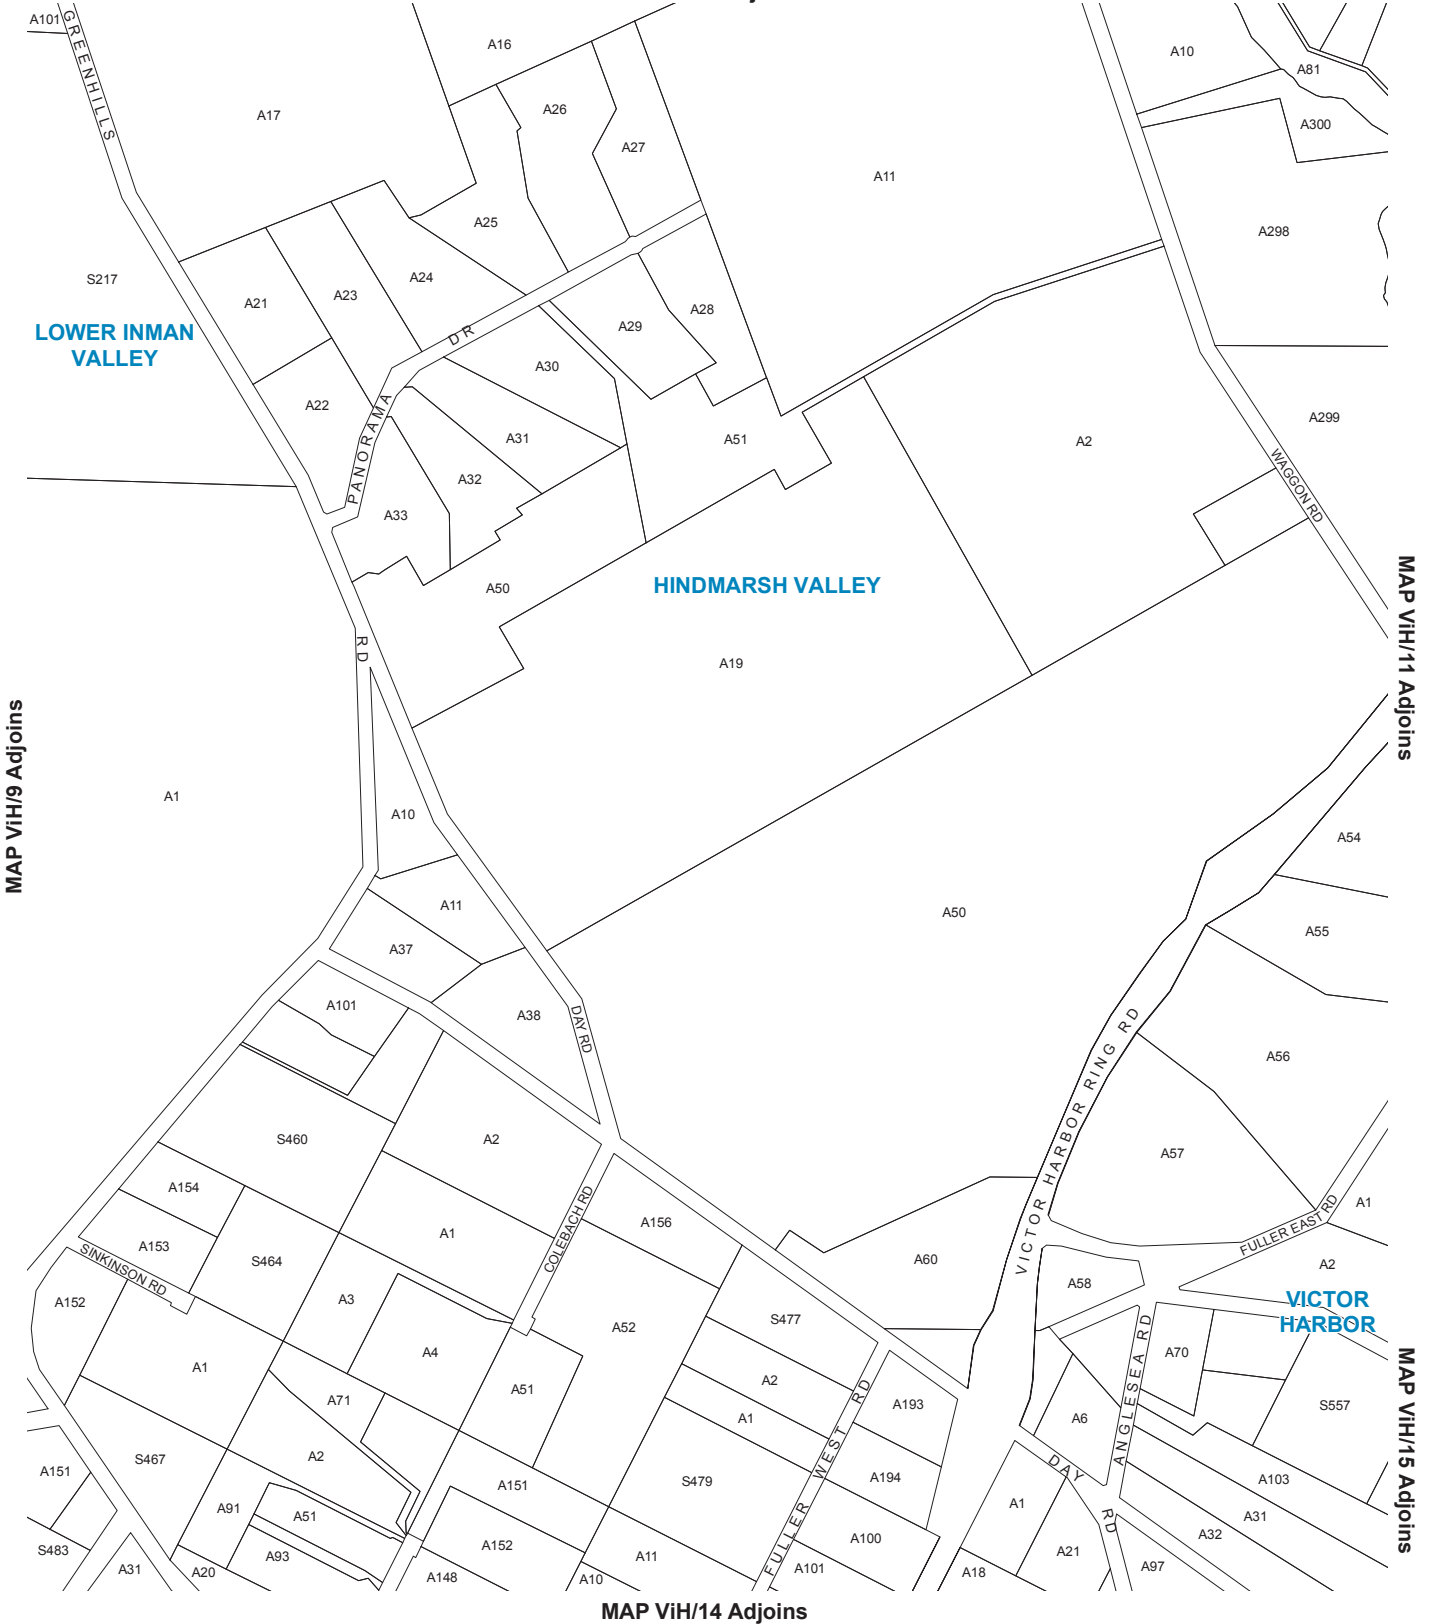 A101
GREENHILLS
A16
A10
A81
A17
A26
A27
A300
A11
A25
A298
S217
A21
A23
A24
A28
A29
LOWER INMAN
VALLEY
DR
A30
A22
PANORAMA
A31
A51
A2
A299
A32
WAGGON RD
A33
A50
HINDMARSH VALLEY
MAP ViH/11 Adjoins
RD
A19
MAP ViH/9 Adjoins
A1
A10
A54
A11
A50
A37
A55
A101
A38
DAY RD
VICTOR HARBOR RING RD
A56
S460
A2
A57
A154
A1
COLEBACH RD
A156
A1
FULLER EAST RD
A153
SINKINSON RD
S464
A60
A2
A58
VICTOR
HARBOR
A152
A3
A52
S477
A4
A70
ANGLESEA RD
A1
A2
A51
A71
A193
S557
A1
A6
FULLER WEST RD
MAP ViH/15 Adjoins
S467
A2
A151
A151
S479
A194
DAY
RD
A103
A91
A51
A1
A31
A32
A152
A100
S483
A93
A11
A21
A31
A20
A148
A10
A101
A18
A97
MAP ViH/14 Adjoins